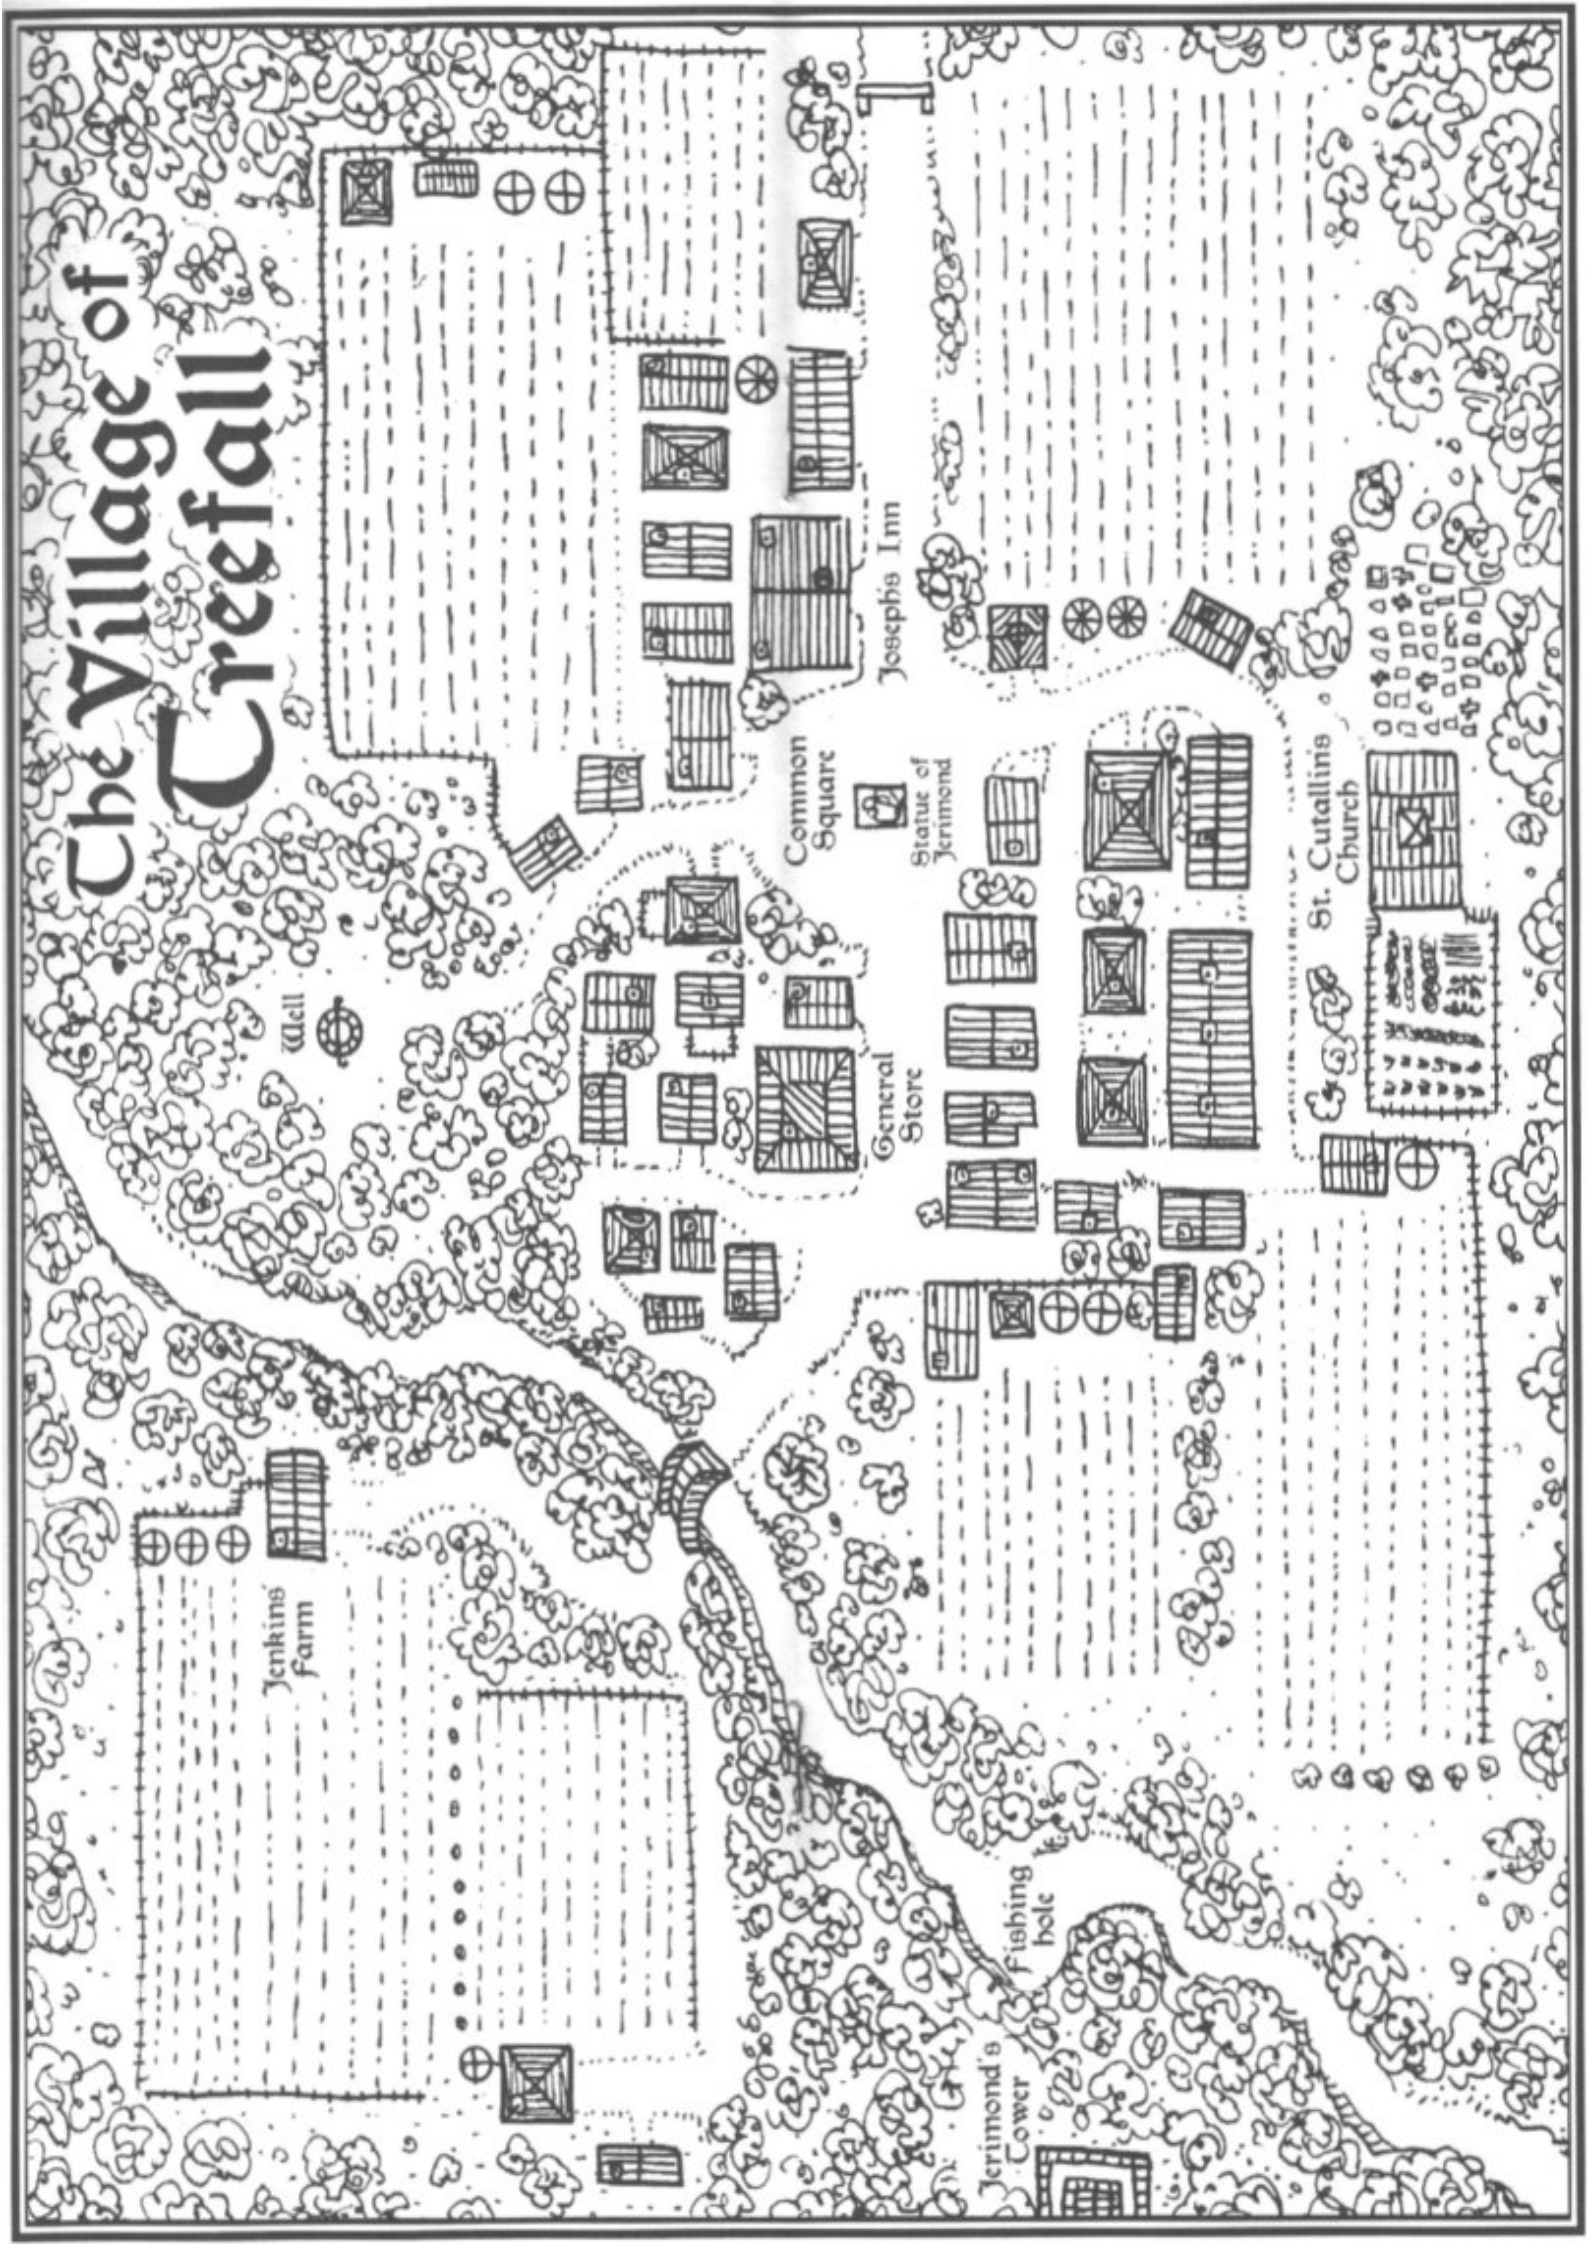 The Village of
Treefall
Well
Jenkins
Farm
Josephs Inn
Common
Square
Statue of
Jerimond
General
Store
St. Cutallins
Church
Fishing
hole
Jerimond's
Tower